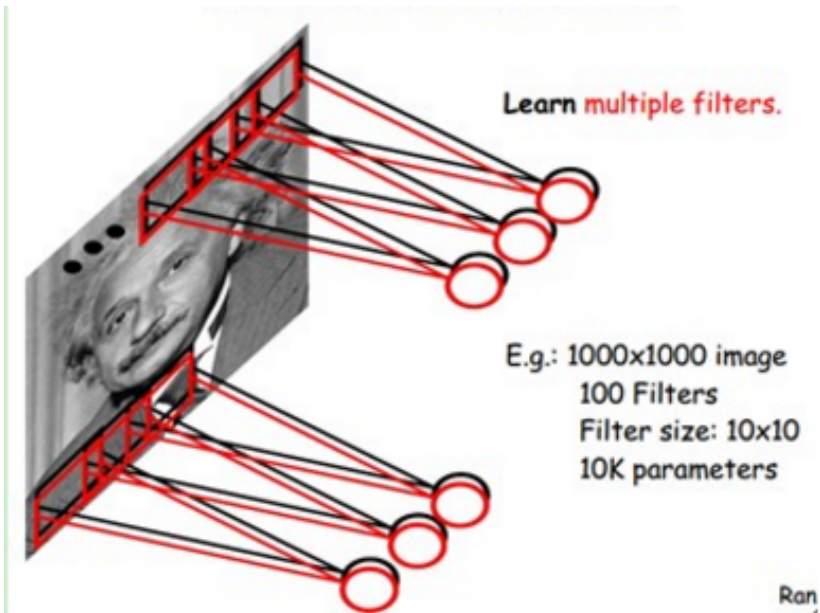 Learn multiple filters.
E.g.: 1000x1000 image
100 Filters
Filter size: 10x10
10K parameters
Ran